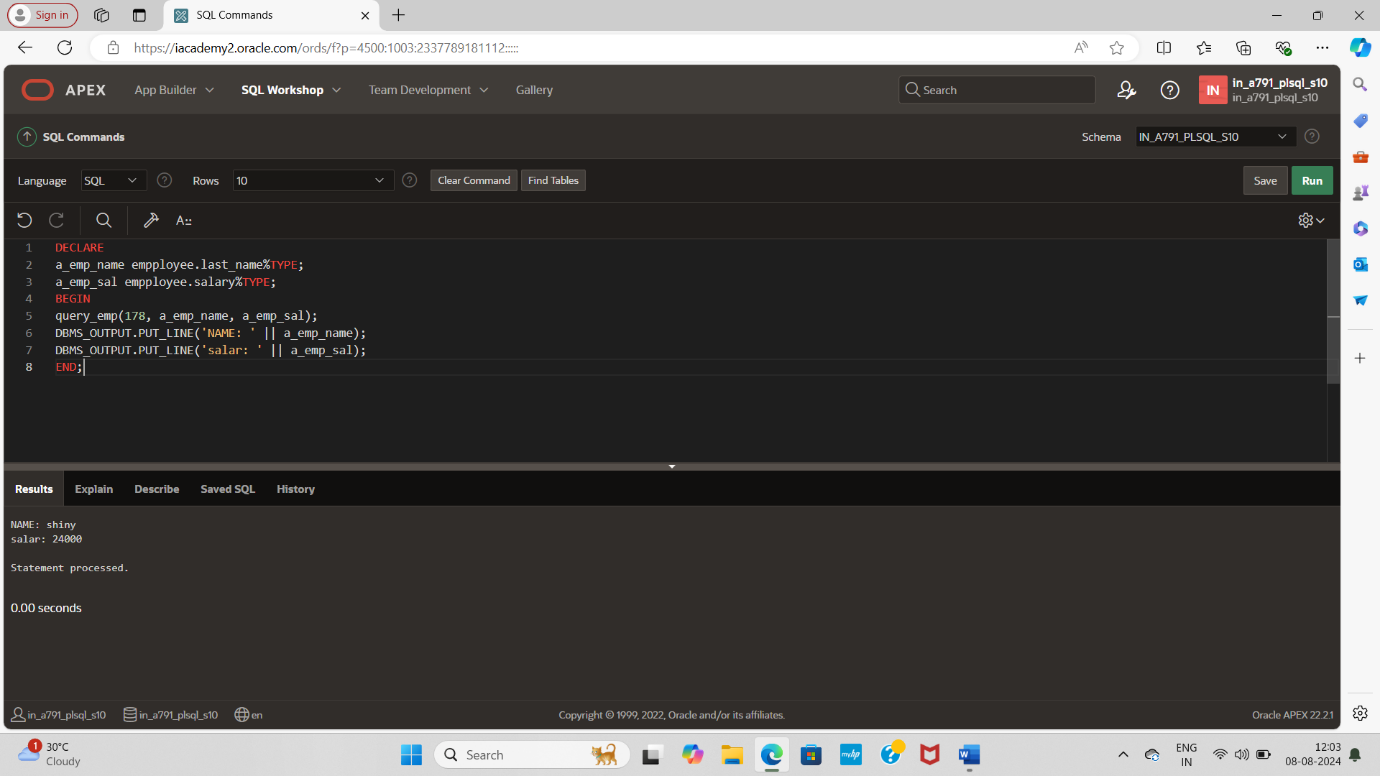 Sign in
SQL Commands
https://iacademy2.oracle.com/ords/f?p=4500:1003:2337789181112:::::
APEX App Builder SQL Workshop Team Development Gallery Search IN in_a791_plsql_s10
in_a791_plsql_s10
SQL Commands Schema IN_A791_PLSQL_S10
Language SQL Rows 10 Clear Command Find Tables Save Run
A::
1 DECLARE
2 a_emp_name empployee.last_name%TYPE;
3 a_emp_sal empployee.salary%TYPE;
4 BEGIN
5 query_emp(178, a_emp_name, a_emp_sal);
6 DBMS_OUTPUT.PUT_LINE('NAME: ' || a_emp_name);
7 DBMS_OUTPUT.PUT_LINE('salar: ' || a_emp_sal);
8 END;
Results Explain Describe Saved SQL History
NAME: shiny
salar: 24000
Statement processed.
0.00 seconds
in_a791_plsql_s10 in_a791_plsql_s10 en Copyright © 1999, 2022, Oracle and/or its affiliates. Oracle APEX 22.2.1
1 30°C
Cloudy
Search
myhp
ENG
IN
12:03
08-08-2024